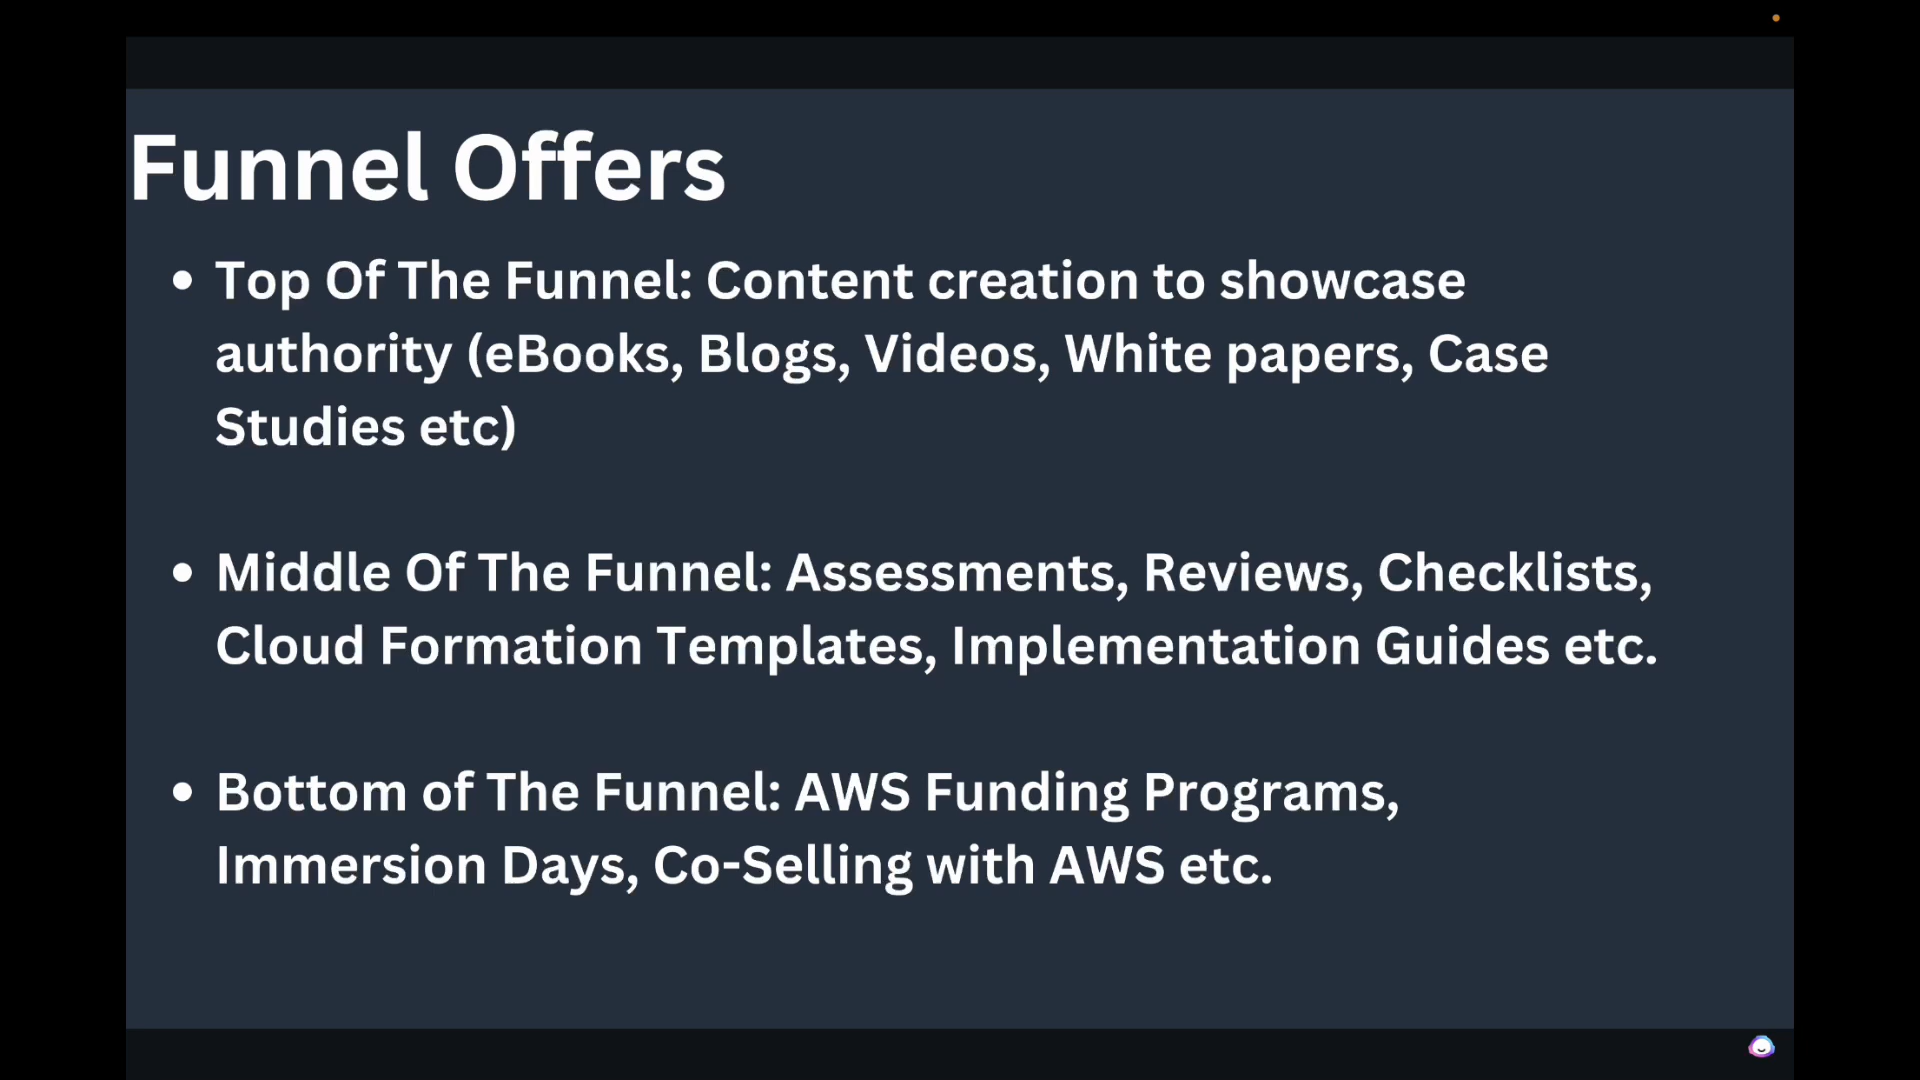 Funnel Offers
• Top Of The Funnel: Content creation to showcase
authority (eBooks, Blogs, Videos, White papers, Case
Studies etc)
• Middle Of The Funnel: Assessments, Reviews, Checklists,
Cloud Formation Templates, Implementation Guides etc.
• Bottom of The Funnel: AWS Funding Programs,
Immersion Days, Co-Selling with AWS etc.